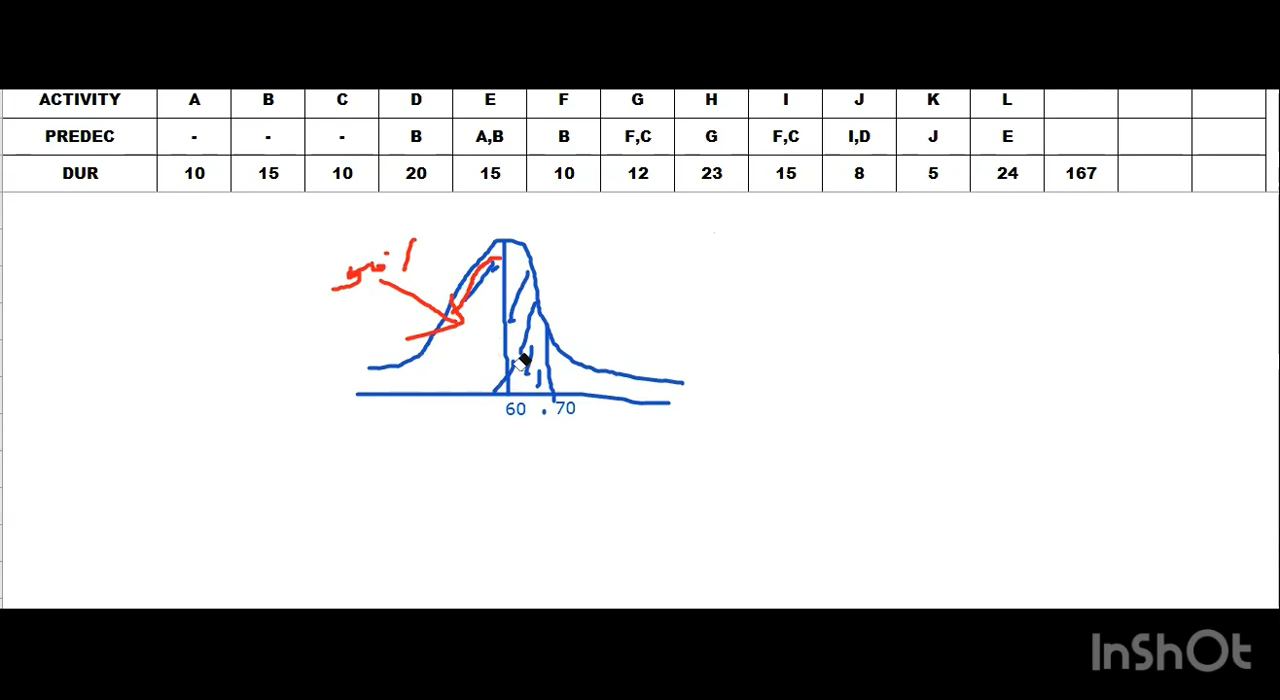 ACTIVITY A B C D E F G H I J K L
PREDEC - - - B A,B B F,C G F,C I,D J E
DUR 10 15 10 20 15 10 12 23 15 8 5 24 167
60 . 70
InShOt